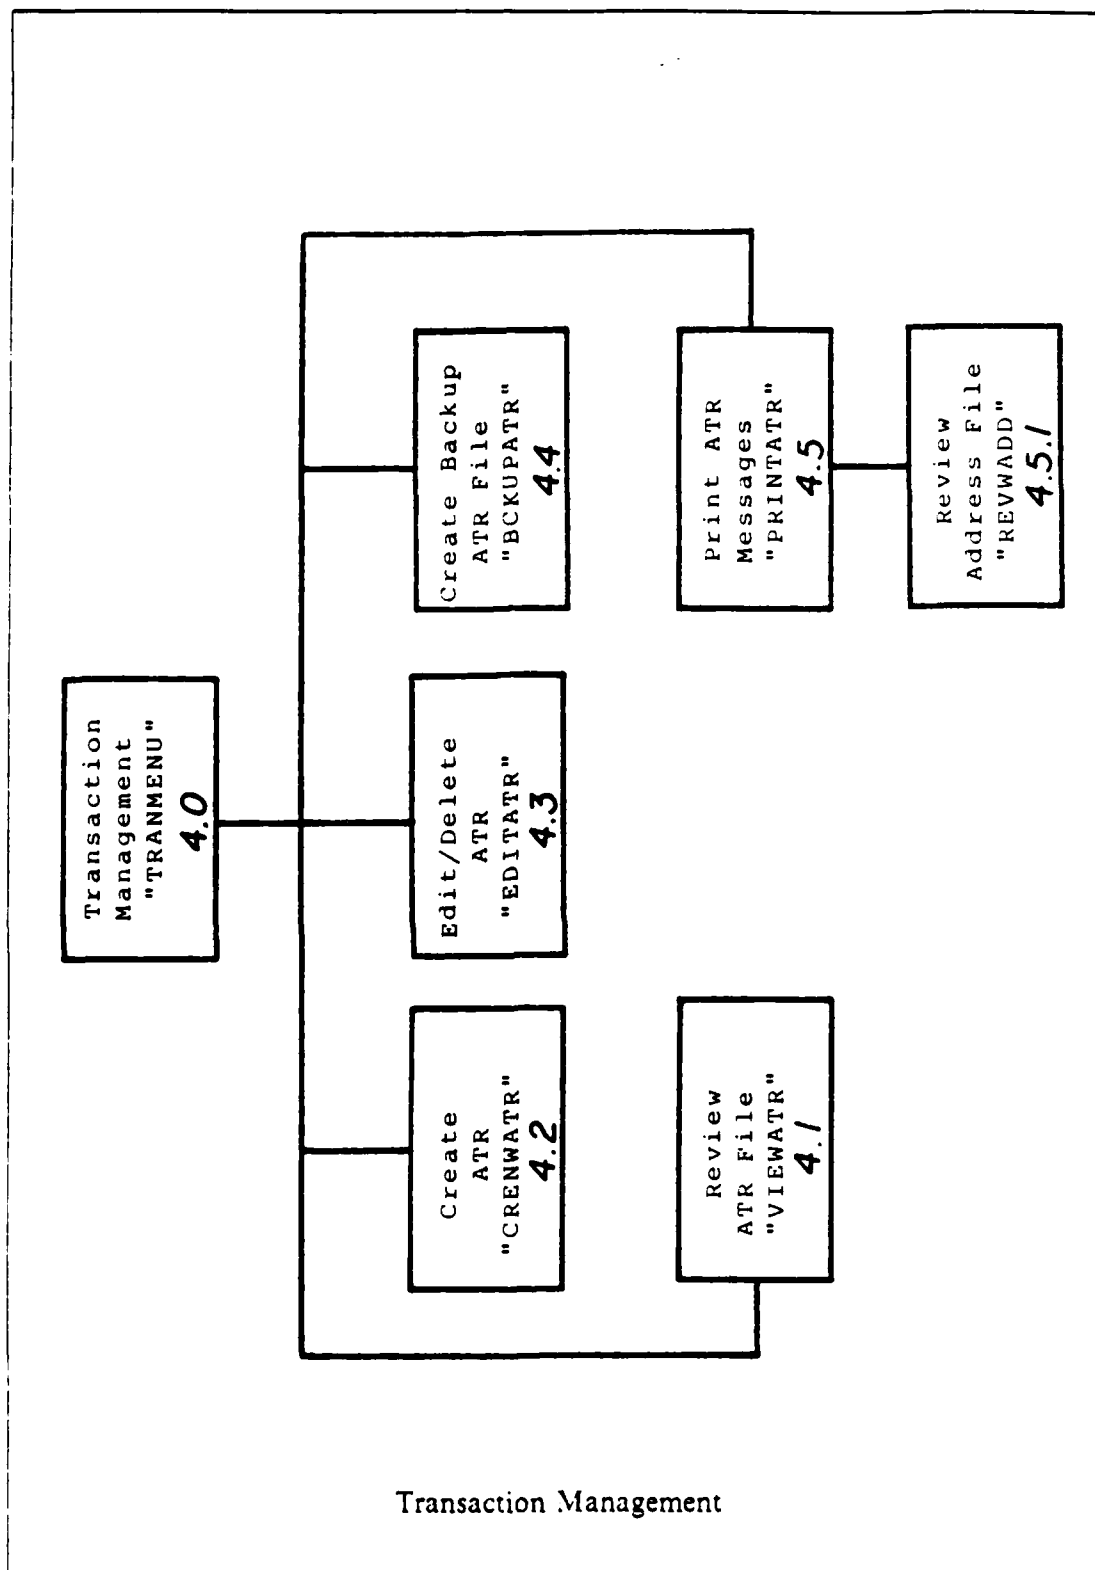 Transaction
Management
"TRANMENU"
4.0
Create
ATR
"CRENWATR"
4.2
Edit/Delete
ATR
"EDITATR"
4.3
Create Backup
ATR File
"BCKUPATR"
4.4
Review
ATR File
"VIEWATR"
4.1
Print ATR
Messages
"PRINTATR"
4.5
Review
Address File
"REVWADD"
4.5.1
Transaction Management